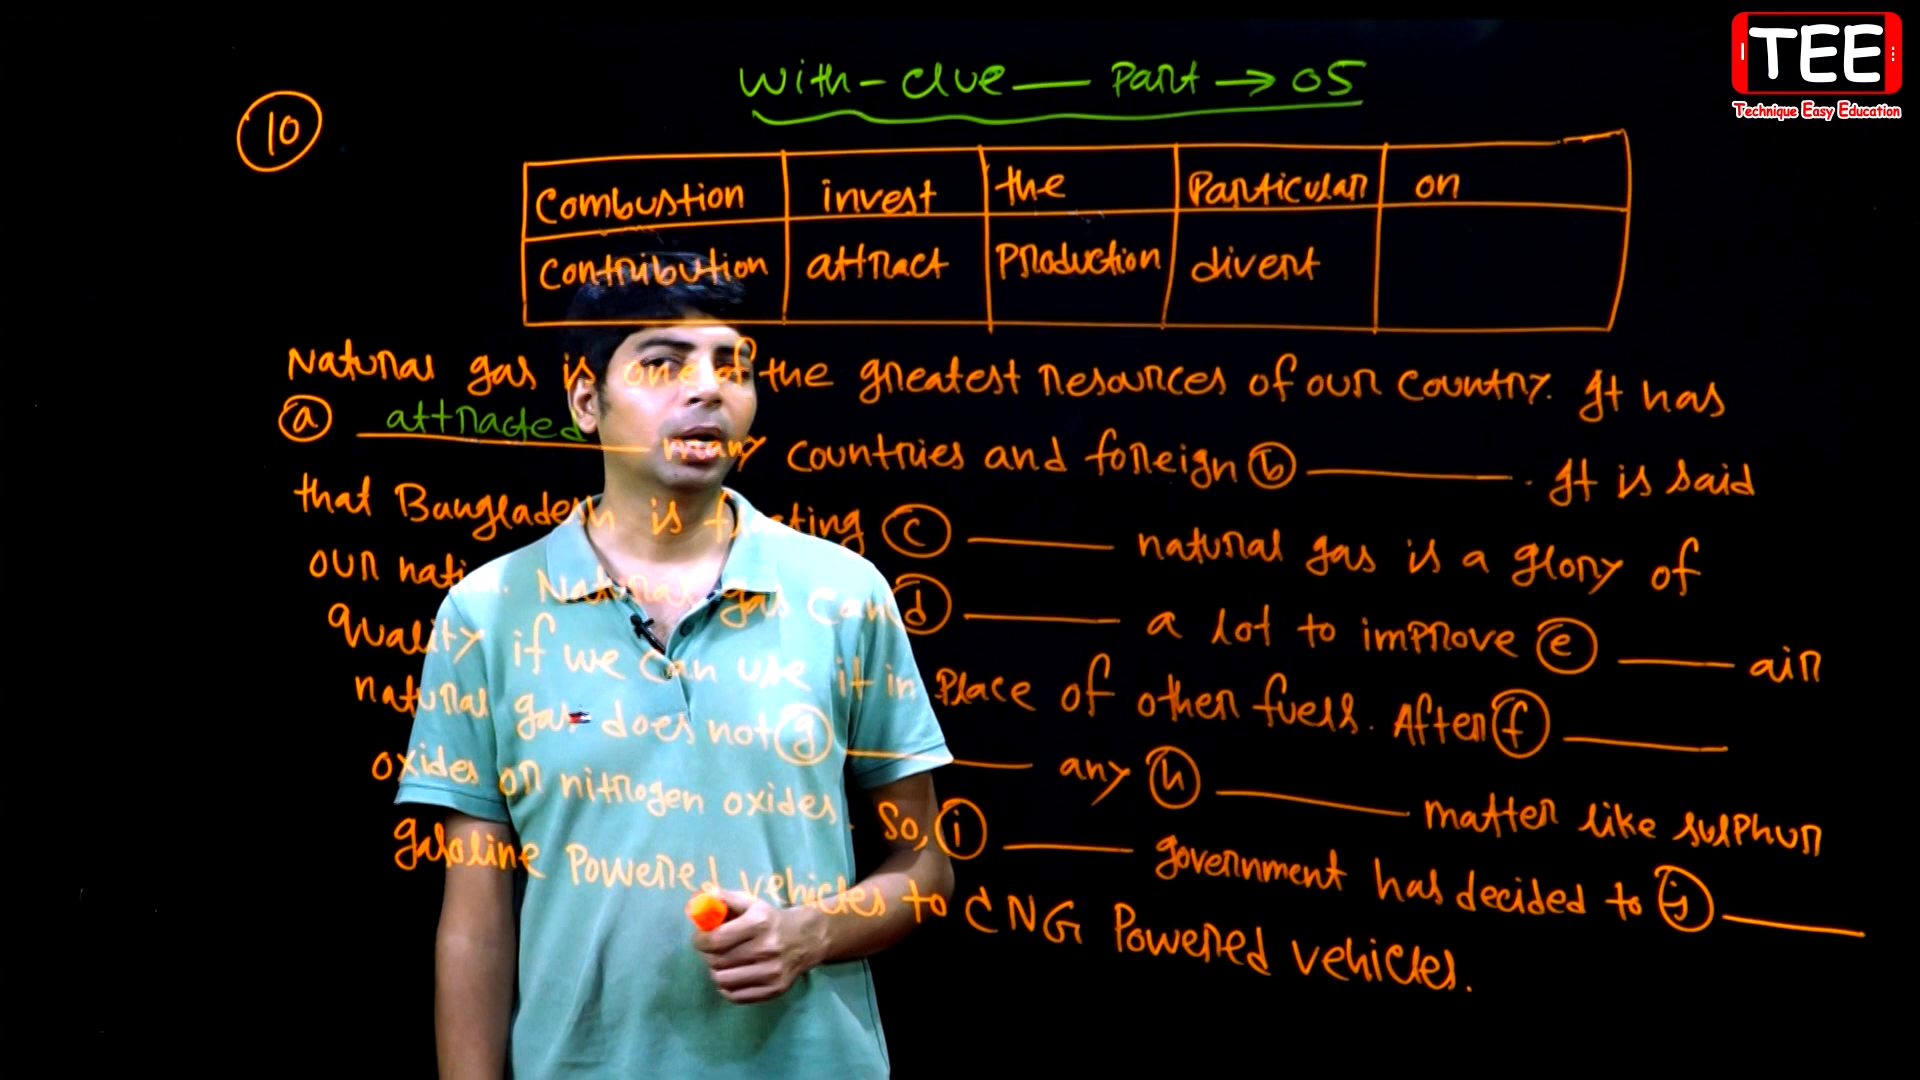 TEE
Technique Easy Education
With-clue — Part → 05
10
Combustion invest the Particular on
Contribution attract Production divert
Natural gas is one of the greatest resources of our country. It has
a attracted many countries and foreign b ______ . It is said
that Bangladesh is floating c ______ natural gas is a glory of
our nation. Natural gas can d ______ a lot to improve e ______ air
quality if we can use it in Place of other fuels. After f ______
natural gas does not g ______ any h ______ matter like sulphur
oxides or nitrogen oxides. So, i ______ government has decided to j ______
gasoline Powered vehicles to CNG Powered vehicles.